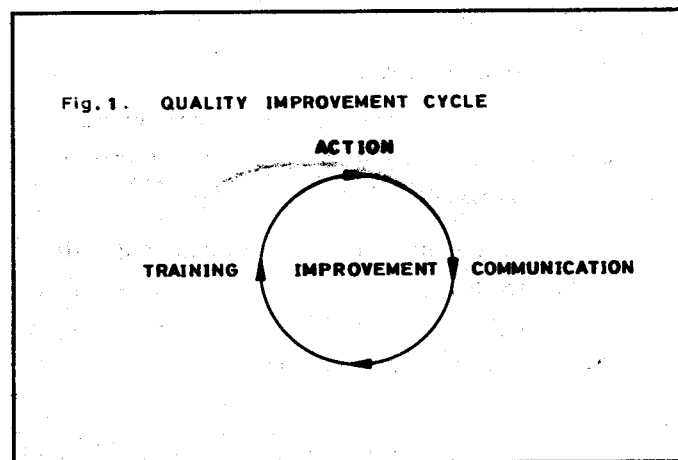 Fig. 1. QUALITY IMPROVEMENT CYCLE
ACTION
TRAINING IMPROVEMENT COMMUNICATION